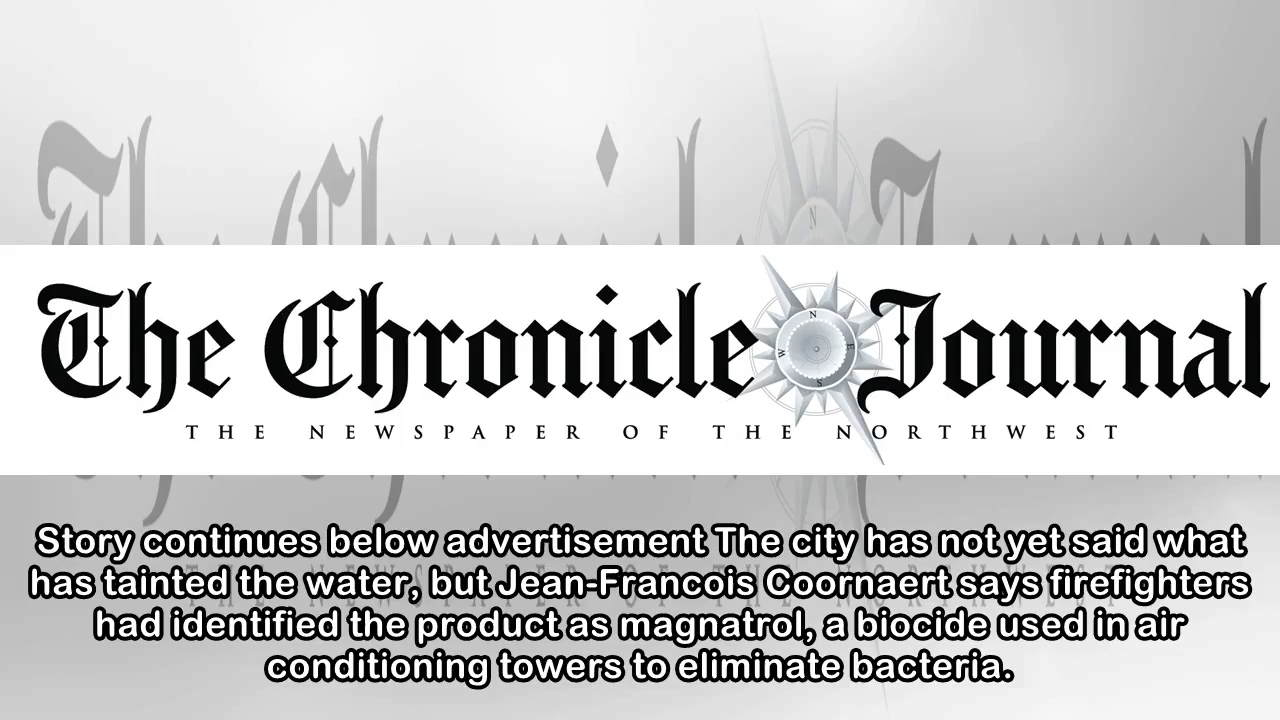 The Chronicle Journal
THE NEWSPAPER OF THE NORTHWEST
Story continues below advertisement The city has not yet said what
has tainted the water, but Jean-Francois Coornaert says firefighters
had identified the product as magnatrol, a biocide used in air
conditioning towers to eliminate bacteria.